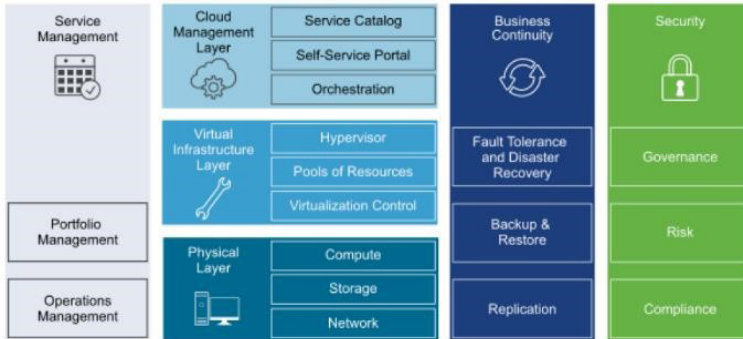 Service
Management
Portfolio
Management
Operations
Management
Cloud
Management
Layer
Service Catalog
Self-Service Portal
Orchestration
Virtual
Infrastructure
Layer
Hypervisor
Pools of Resources
Virtualization Control
Physical
Layer
Compute
Storage
Network
Business
Continuity
Fault Tolerance
and Disaster
Recovery
Backup &
Restore
Replication
Security
Governance
Risk
Compliance